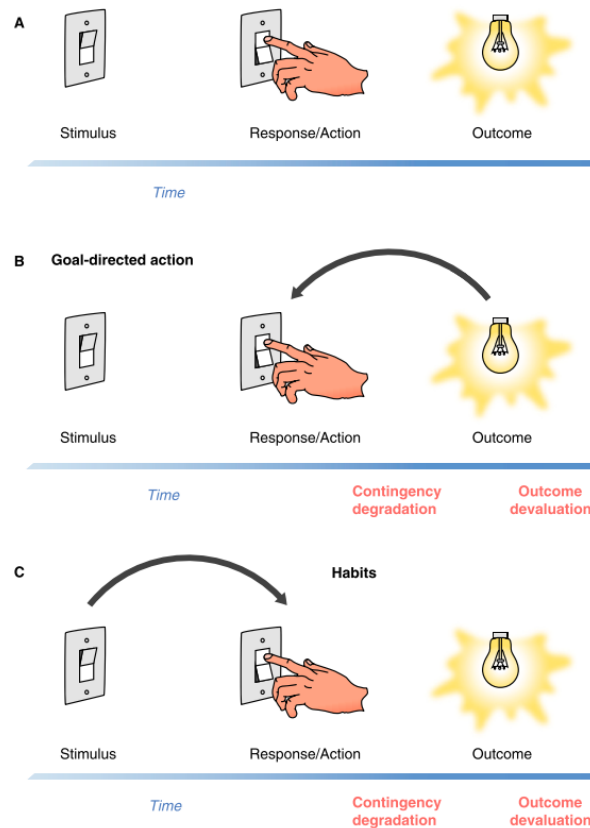 A
Stimulus Response/Action Outcome
Time
B Goal-directed action
Stimulus Response/Action Outcome
Time Contingency Outcome
degradation devaluation
C Habits
Stimulus Response/Action Outcome
Time Contingency Outcome
degradation devaluation